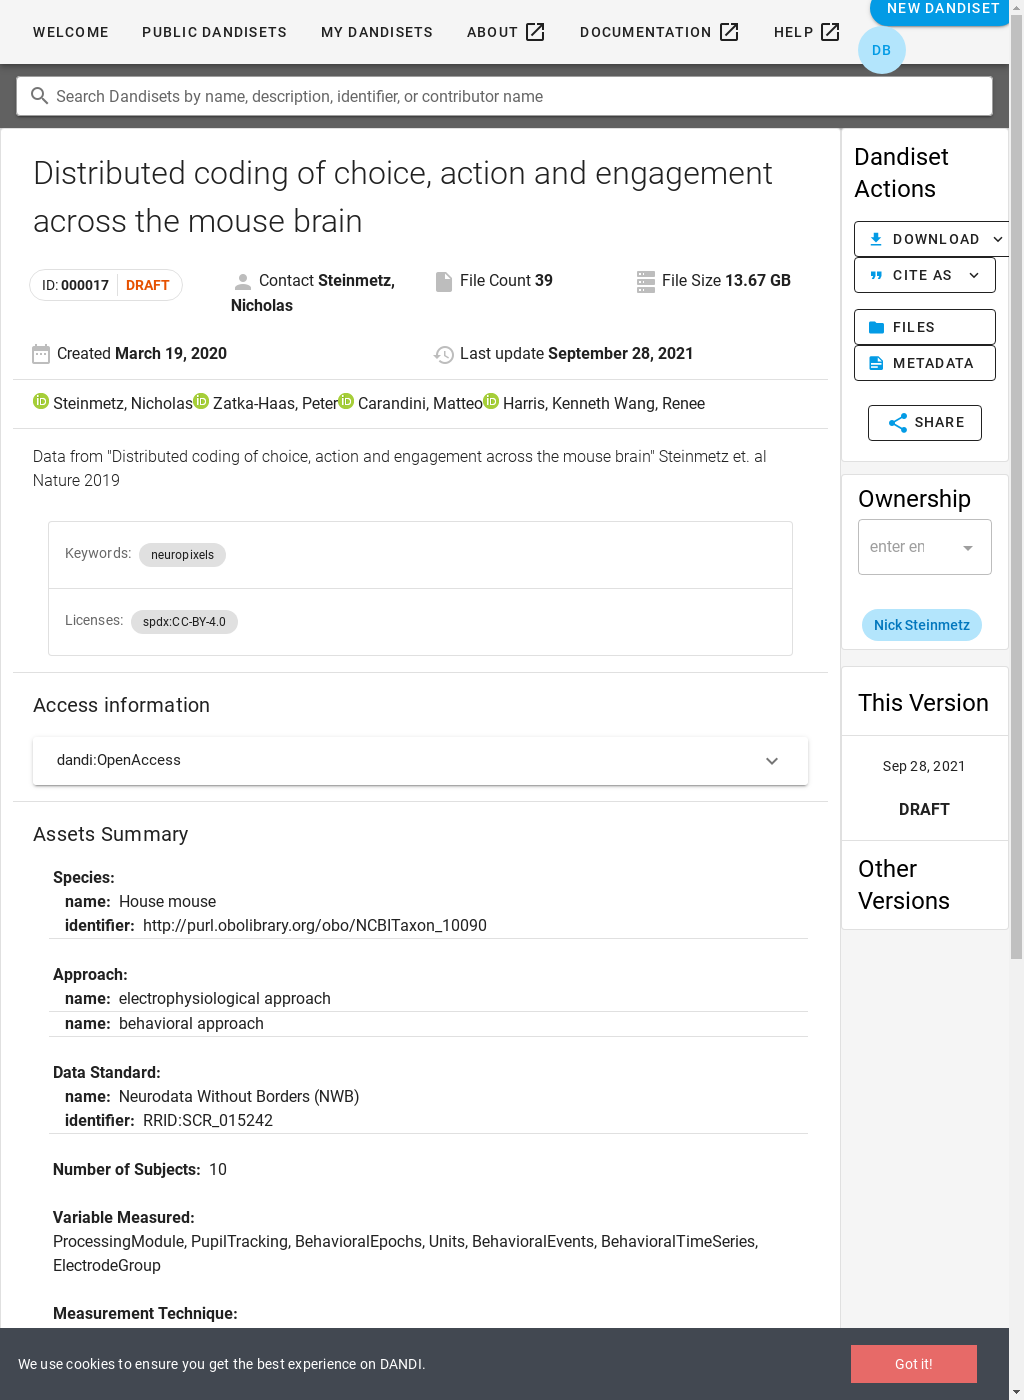 WELCOME PUBLIC DANDISETS MY DANDISETS ABOUT DOCUMENTATION HELP NEW DANDISET
DB
Search Dandisets by name, description, identifier, or contributor name
Distributed coding of choice, action and engagement
across the mouse brain
ID: 000017 DRAFT
Contact Steinmetz,
Nicholas
File Count 39
File Size 13.67 GB
Created March 19, 2020
Last update September 28, 2021
iD Steinmetz, Nicholas iD Zatka-Haas, Peter iD Carandini, Matteo iD Harris, Kenneth Wang, Renee
Data from "Distributed coding of choice, action and engagement across the mouse brain" Steinmetz et. al
Nature 2019
Keywords: neuropixels
Licenses: spdx:CC-BY-4.0
Access information
dandi:OpenAccess
Assets Summary
Species:
name: House mouse
identifier: http://purl.obolibrary.org/obo/NCBITaxon_10090
Approach:
name: electrophysiological approach
name: behavioral approach
Data Standard:
name: Neurodata Without Borders (NWB)
identifier: RRID:SCR_015242
Number of Subjects: 10
Variable Measured:
ProcessingModule, PupilTracking, BehavioralEpochs, Units, BehavioralEvents, BehavioralTimeSeries,
ElectrodeGroup
Measurement Technique:
Dandiset
Actions
DOWNLOAD
CITE AS
FILES
METADATA
SHARE
Ownership
enter en
Nick Steinmetz
This Version
Sep 28, 2021
DRAFT
Other
Versions
We use cookies to ensure you get the best experience on DANDI.
Got it!